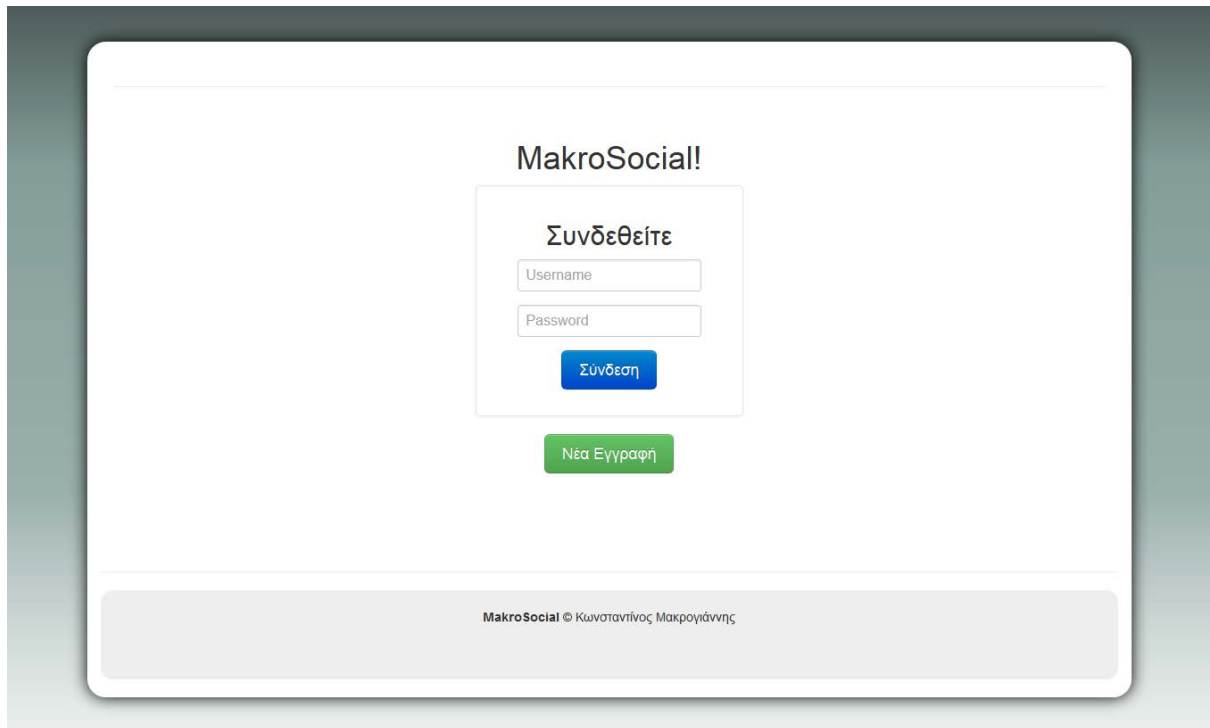 MakroSocial!
Συνδεθείτε
Username
Password
Σύνδεση
Νέα Εγγραφή
MakroSocial © Κωνσταντίνος Μακρογιάννης